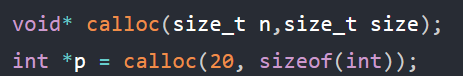 void* calloc(size_t n,size_t size);
int *p = calloc(20, sizeof(int));